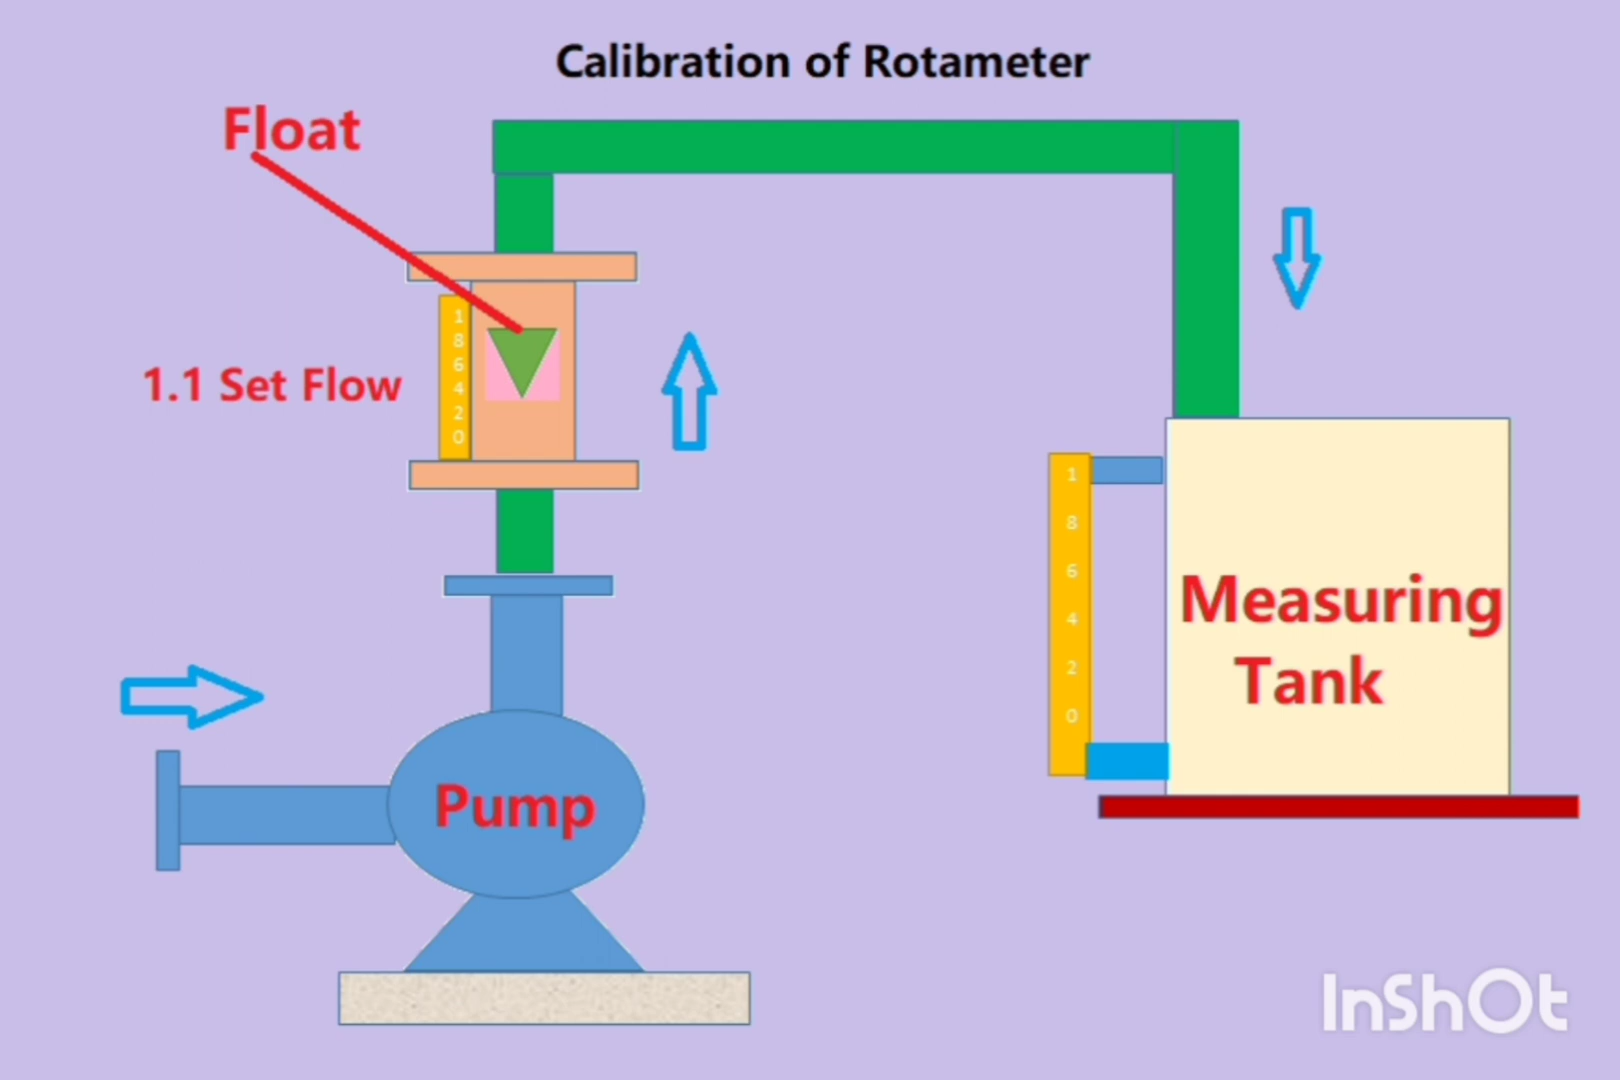 Calibration of Rotameter
Float
1
8
6
4
2
0
1.1 Set Flow
1
8
6
4
2
0
Measuring
Tank
Pump
InShOt